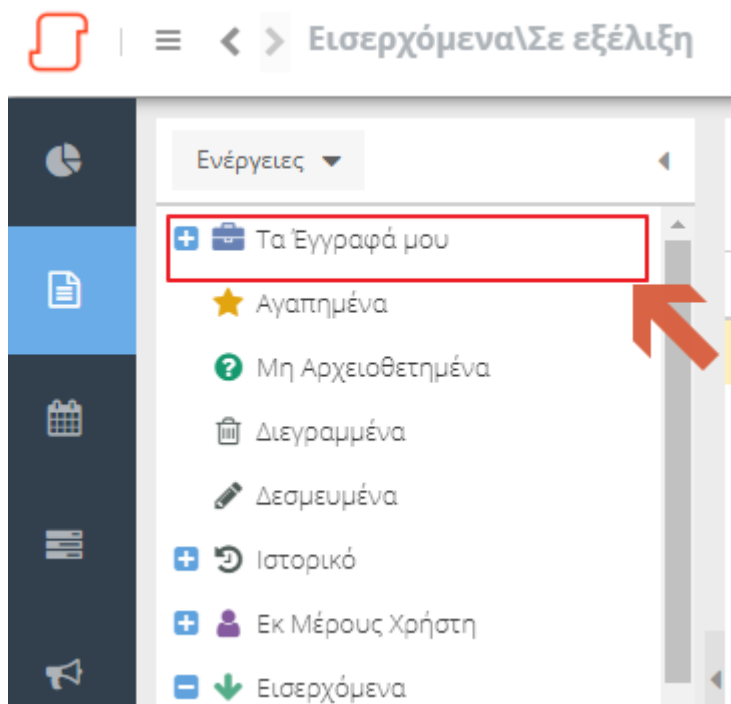 Εισερχόμενα\Σε εξέλιξη
Ενέργειες
Τα Έγγραφά μου
Αγαπημένα
Μη Αρχειοθετημένα
Διεγραμμένα
Δεσμευμένα
Ιστορικό
Εκ Μέρους Χρήστη
Εισερχόμενα